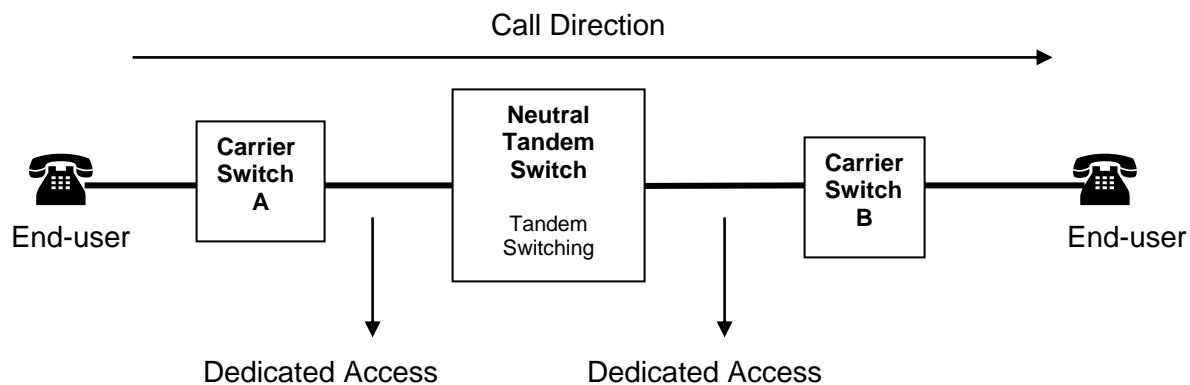 Call Direction
Neutral
Tandem
Switch
Tandem
Switching
Carrier
Switch
A
Carrier
Switch
B
End-user
End-user
Dedicated Access
Dedicated Access